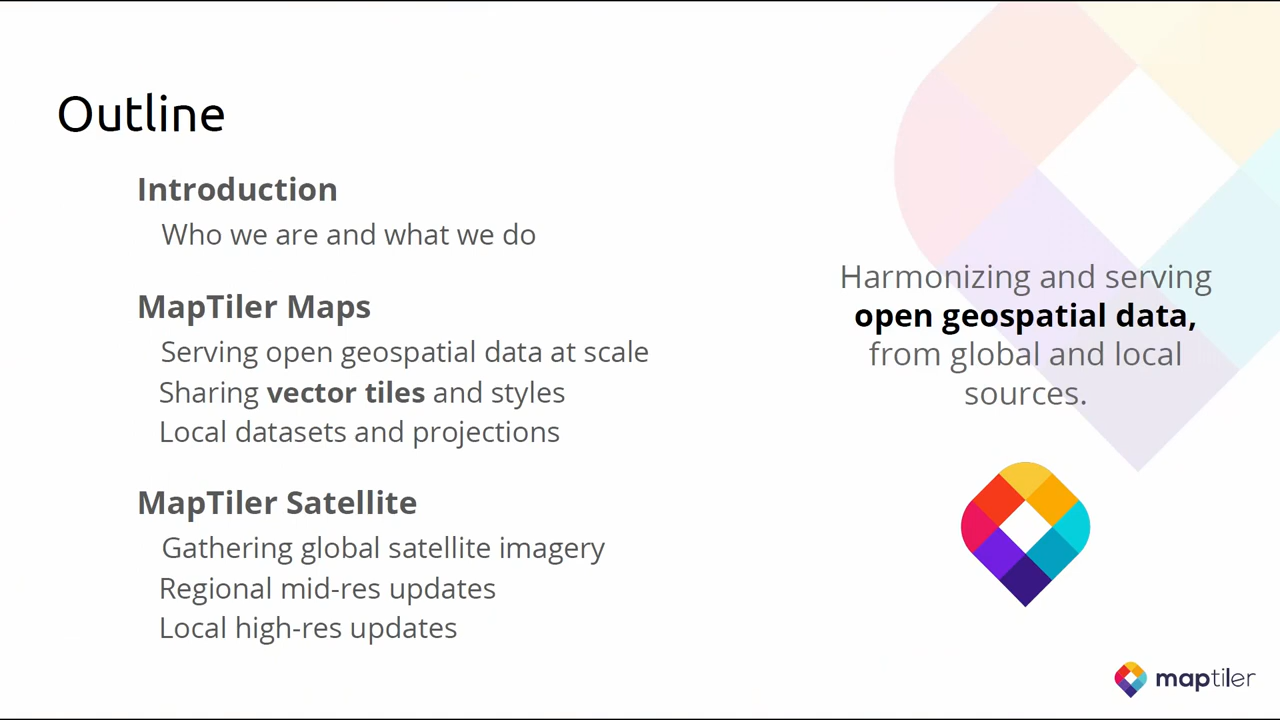 Outline
Introduction
Who we are and what we do
MapTiler Maps
Serving open geospatial data at scale
Sharing vector tiles and styles
Local datasets and projections
MapTiler Satellite
Gathering global satellite imagery
Regional mid-res updates
Local high-res updates
Harmonizing and serving
open geospatial data,
from global and local
sources.
maptiler